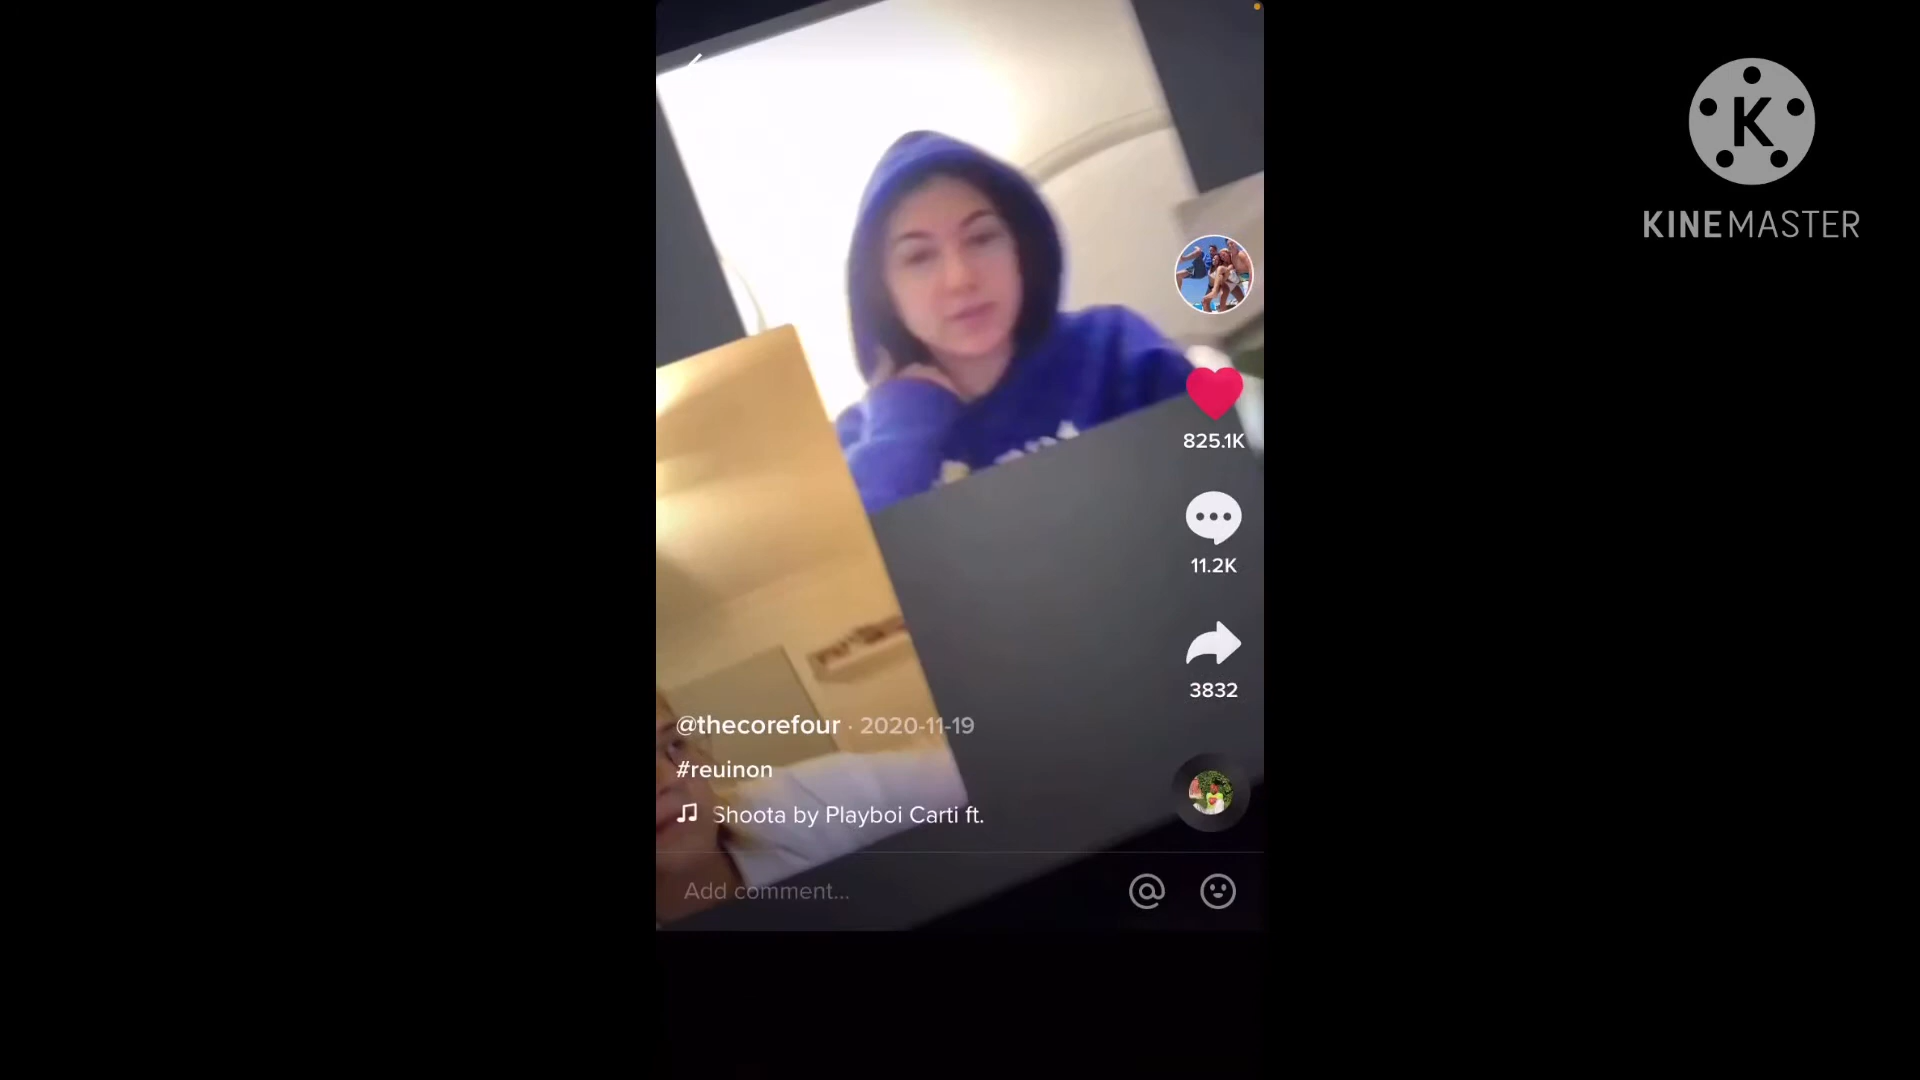 K
KINEMASTER
825.1K
11.2K
3832
@thecorefour · 2020-11-19
#reuinon
Shoota by Playboi Carti ft.
Add comment...